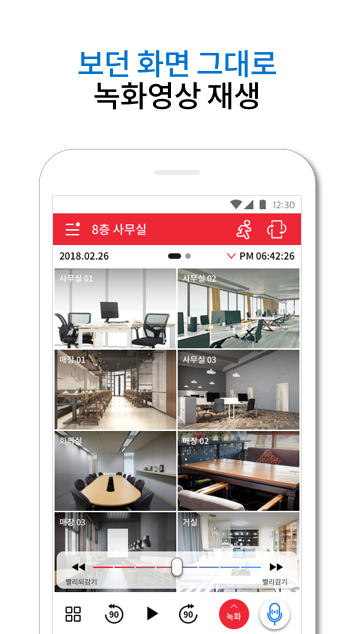 보던 화면 그대로
녹화영상 재생
12:30
8층 사무실
2018.02.26
PM 06:42:26
사무실 01
사무실 02
매장 01
사무실 03
회의실
매장 02
매장 03
거실
빨리되감기
빨리감기
90
90
녹화